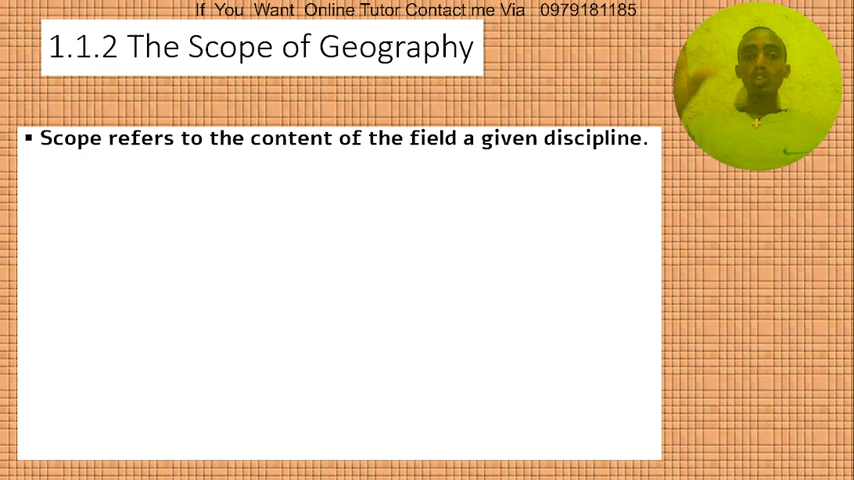 If You Want Online Tutor Contact me Via 0979181185
1.1.2 The Scope of Geography
▪ Scope refers to the content of the field a given discipline.